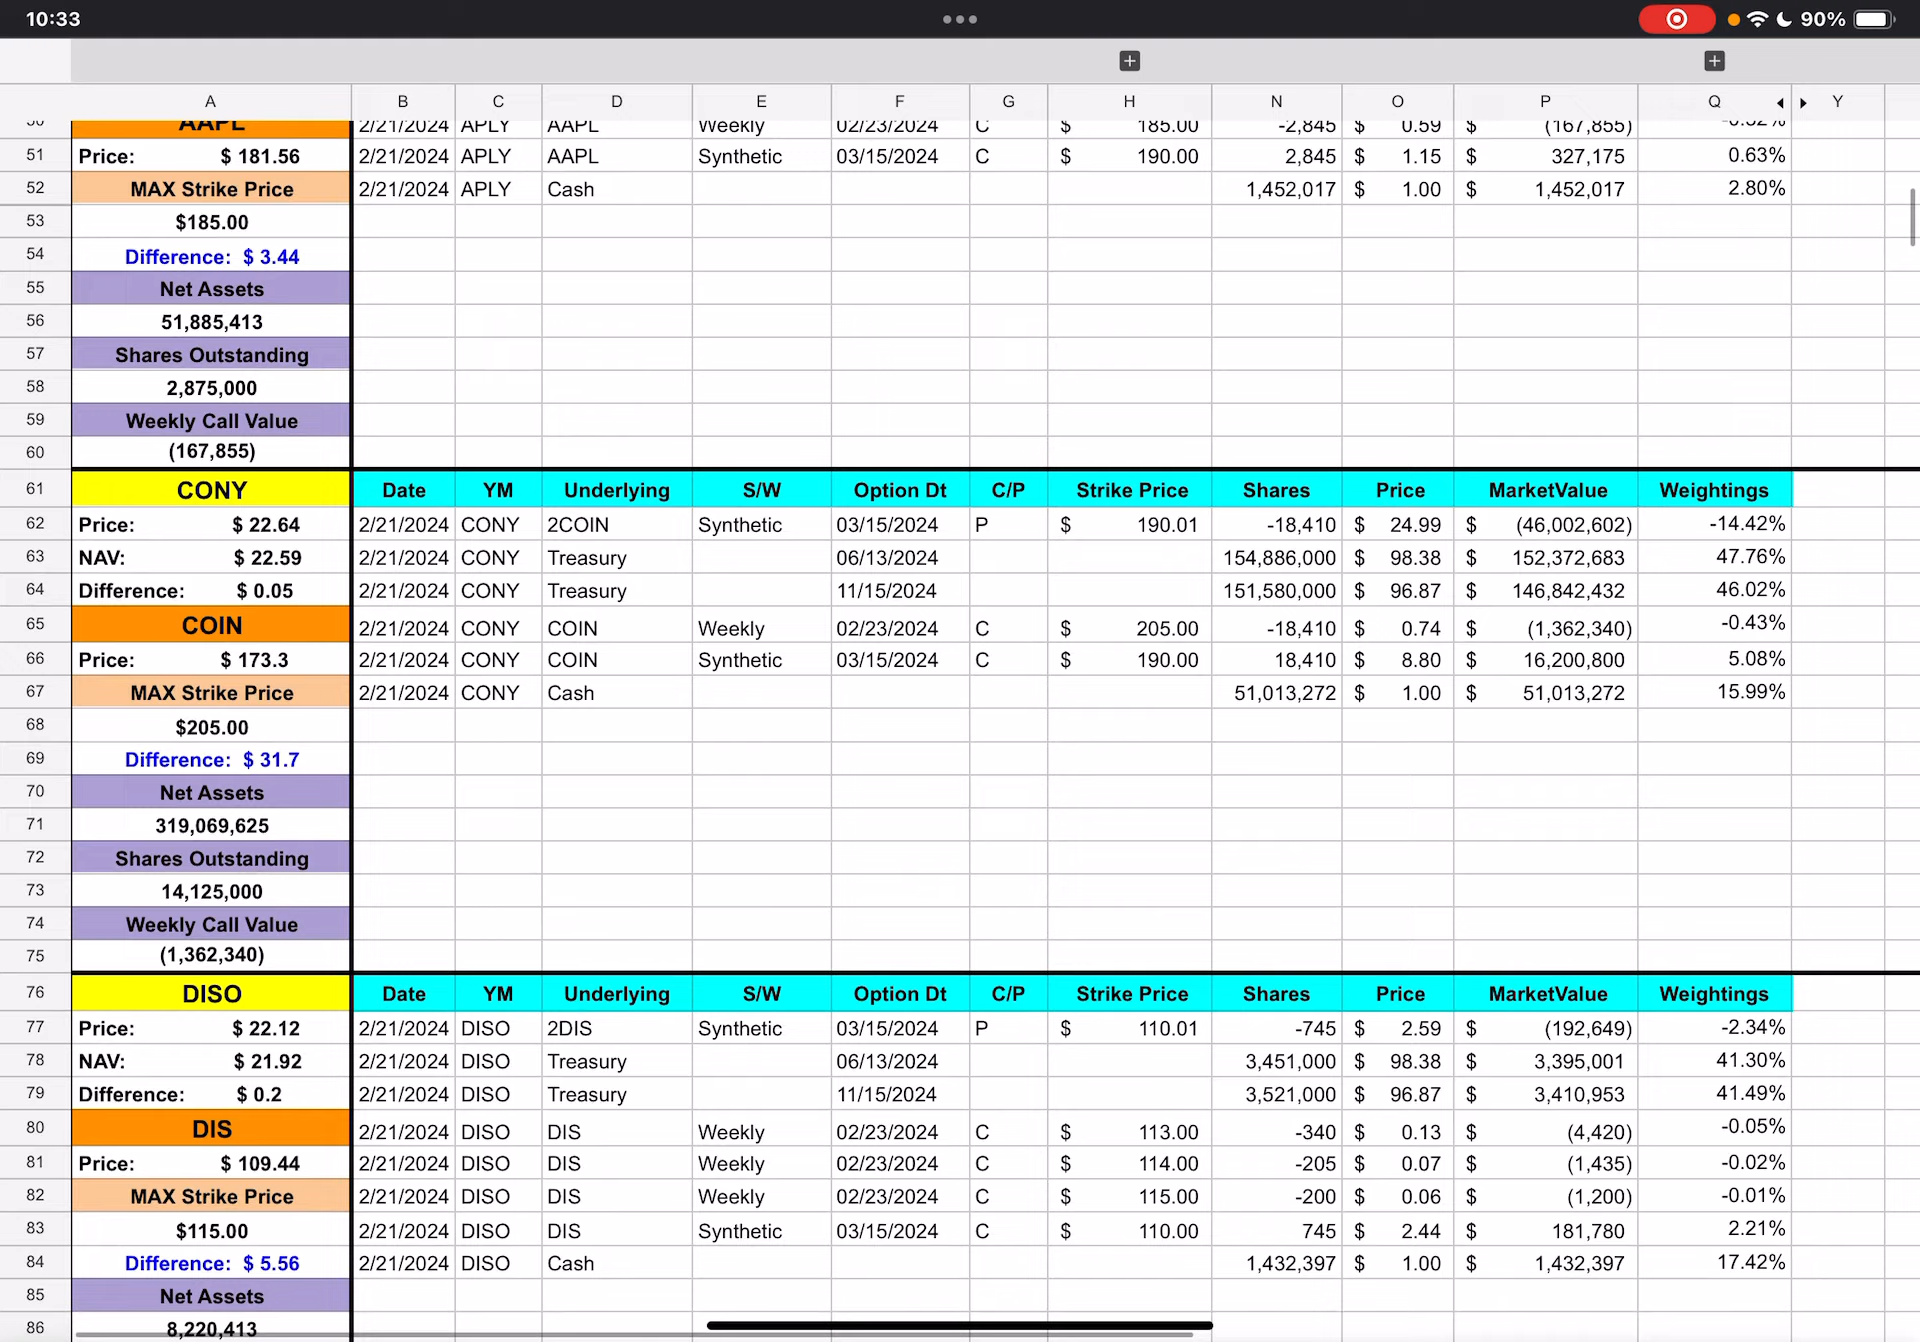 10:33 90%
A B C D E F G H N O P Q Y
AAPL 2/21/2024 APLY AAPL Weekly 02/23/2024 C $ 185.00 -2,845 $ 0.59 $ (167,855)
51 Price: $ 181.56 2/21/2024 APLY AAPL Synthetic 03/15/2024 C $ 190.00 2,845 $ 1.15 $ 327,175 0.63%
52 MAX Strike Price 2/21/2024 APLY Cash 1,452,017 $ 1.00 $ 1,452,017 2.80%
53 $185.00
54 Difference: $ 3.44
55 Net Assets
56 51,885,413
57 Shares Outstanding
58 2,875,000
59 Weekly Call Value
60 (167,855)
61 CONY Date YM Underlying S/W Option Dt C/P Strike Price Shares Price MarketValue Weightings
62 Price: $ 22.64 2/21/2024 CONY 2COIN Synthetic 03/15/2024 P $ 190.01 -18,410 $ 24.99 $ (46,002,602) -14.42%
63 NAV: $ 22.59 2/21/2024 CONY Treasury 06/13/2024 154,886,000 $ 98.38 $ 152,372,683 47.76%
64 Difference: $ 0.05 2/21/2024 CONY Treasury 11/15/2024 151,580,000 $ 96.87 $ 146,842,432 46.02%
65 COIN 2/21/2024 CONY COIN Weekly 02/23/2024 C $ 205.00 -18,410 $ 0.74 $ (1,362,340) -0.43%
66 Price: $ 173.3 2/21/2024 CONY COIN Synthetic 03/15/2024 C $ 190.00 18,410 $ 8.80 $ 16,200,800 5.08%
67 MAX Strike Price 2/21/2024 CONY Cash 51,013,272 $ 1.00 $ 51,013,272 15.99%
68 $205.00
69 Difference: $ 31.7
70 Net Assets
71 319,069,625
72 Shares Outstanding
73 14,125,000
74 Weekly Call Value
75 (1,362,340)
76 DISO Date YM Underlying S/W Option Dt C/P Strike Price Shares Price MarketValue Weightings
77 Price: $ 22.12 2/21/2024 DISO 2DIS Synthetic 03/15/2024 P $ 110.01 -745 $ 2.59 $ (192,649) -2.34%
78 NAV: $ 21.92 2/21/2024 DISO Treasury 06/13/2024 3,451,000 $ 98.38 $ 3,395,001 41.30%
79 Difference: $ 0.2 2/21/2024 DISO Treasury 11/15/2024 3,521,000 $ 96.87 $ 3,410,953 41.49%
80 DIS 2/21/2024 DISO DIS Weekly 02/23/2024 C $ 113.00 -340 $ 0.13 $ (4,420) -0.05%
81 Price: $ 109.44 2/21/2024 DISO DIS Weekly 02/23/2024 C $ 114.00 -205 $ 0.07 $ (1,435) -0.02%
82 MAX Strike Price 2/21/2024 DISO DIS Weekly 02/23/2024 C $ 115.00 -200 $ 0.06 $ (1,200) -0.01%
83 $115.00 2/21/2024 DISO DIS Synthetic 03/15/2024 C $ 110.00 745 $ 2.44 $ 181,780 2.21%
84 Difference: $ 5.56 2/21/2024 DISO Cash 1,432,397 $ 1.00 $ 1,432,397 17.42%
85 Net Assets
86 8,220,413